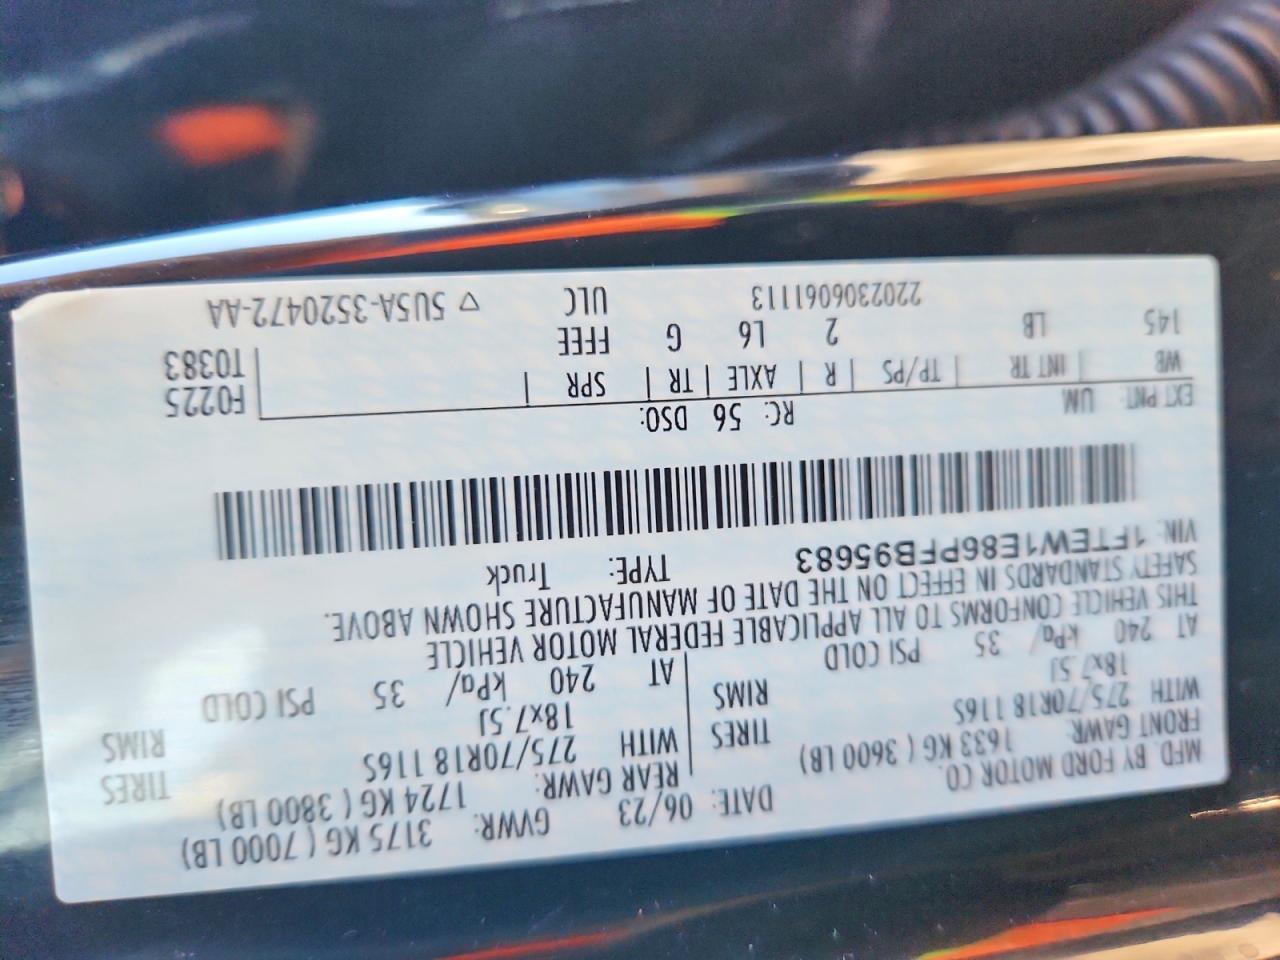 MFD. BY FORD MOTOR CO.
DATE: 06/23 GVWR: 3175 KG ( 7000 LB)
FRONT GAWR: 1633 KG ( 3600 LB)
REAR GAWR: 1724 KG ( 3800 LB)
WITH 275/70R18 116S TIRES
WITH 275/70R18 116S TIRES
18x7.5J RIMS
18x7.5J RIMS
AT 240 kPa/ 35 PSI COLD
AT 240 kPa/ 35 PSI COLD
THIS VEHICLE CONFORMS TO ALL APPLICABLE FEDERAL MOTOR VEHICLE
SAFETY STANDARDS IN EFFECT ON THE DATE OF MANUFACTURE SHOWN ABOVE.
VIN: 1FTEW1E86PFB95683 TYPE: Truck
EXT PNT: UM RC: 56 DSO: F0225
WB | INT TR | TP/PS | R | AXLE | TR | SPR | T0383
145 LB 2 L6 G FFEE
2202306061113 ULC ▽ 5U5A-3520472-AA